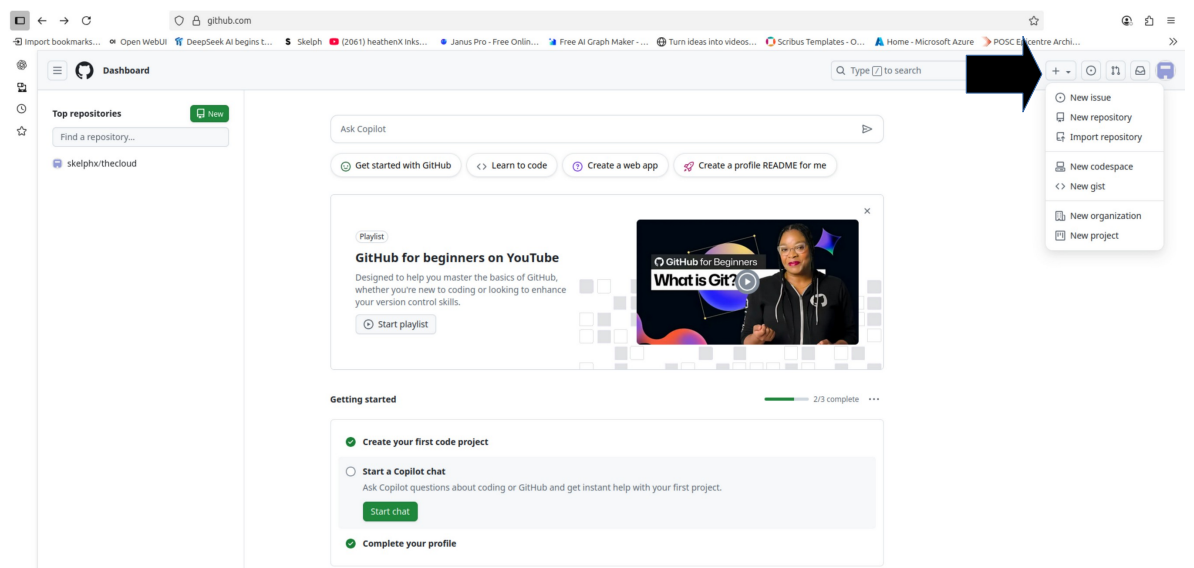 github.com
Import bookmarks... Open WebUI DeepSeek AI begins t... Skelph (2061) heathenX Inks... Janus Pro - Free Onlin... Free AI Graph Maker - ... Turn ideas into videos... Scribus Templates - O... Home - Microsoft Azure POSC Epicentre Archi...
Dashboard
Type / to search
Top repositories
New
Find a repository...
skelphx/thecloud
Ask Copilot
Get started with GitHub
Learn to code
Create a web app
Create a profile README for me
Playlist
GitHub for beginners on YouTube
Designed to help you master the basics of GitHub,
whether you're new to coding or looking to enhance
your version control skills.
Start playlist
GitHub for Beginners
What is Git?
Getting started
2/3 complete
Create your first code project
Start a Copilot chat
Ask Copilot questions about coding or GitHub and get instant help with your first project.
Start chat
Complete your profile
New issue
New repository
Import repository
New codespace
New gist
New organization
New project